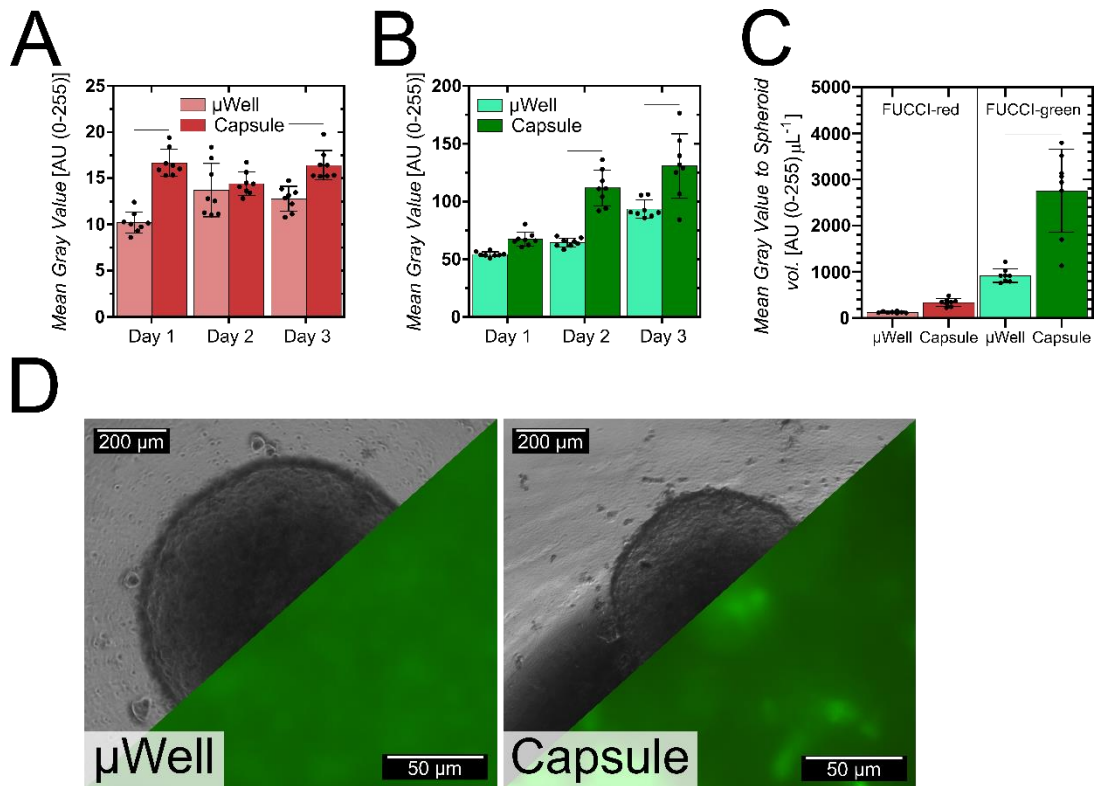 A
Mean Gray Value [AU (0-255)]
25
20
15
10
5
0
µWell
Capsule
Day 1 Day 2 Day 3
B
Mean Gray Value [AU (0-255)]
200
150
100
50
0
µWell
Capsule
Day 1 Day 2 Day 3
C
Mean Gray Value to Spheroid
vol. [AU (0-255) µL⁻¹]
5000
4000
3000
2000
1000
0
FUCCI-red FUCCI-green
µWell Capsule µWell Capsule
D
200 µm
µWell
50 µm
200 µm
Capsule
50 µm